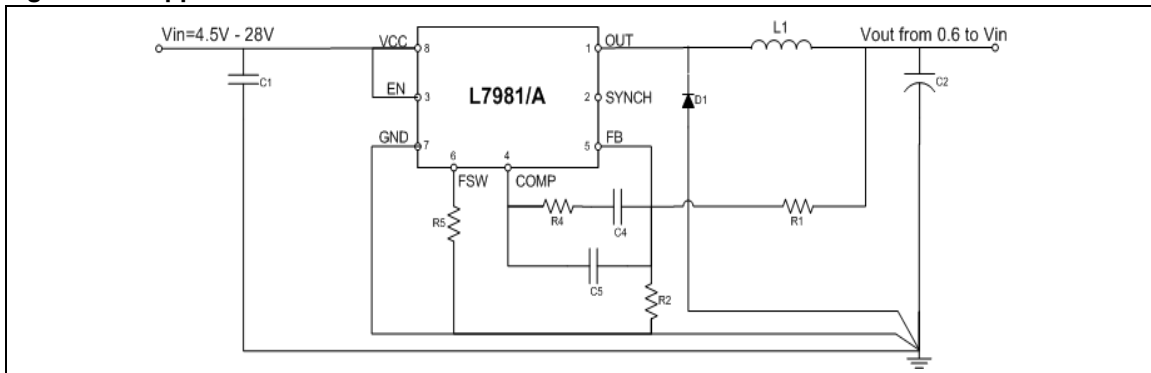 Vin=4.5V - 28V
C1
VCC
8
EN
3
GND
7
L7981/A
1
OUT
2
SYNCH
5
FB
6
FSW
4
COMP
L1
Vout from 0.6 to Vin
D1
C2
R5
R4
C4
R1
C5
R2